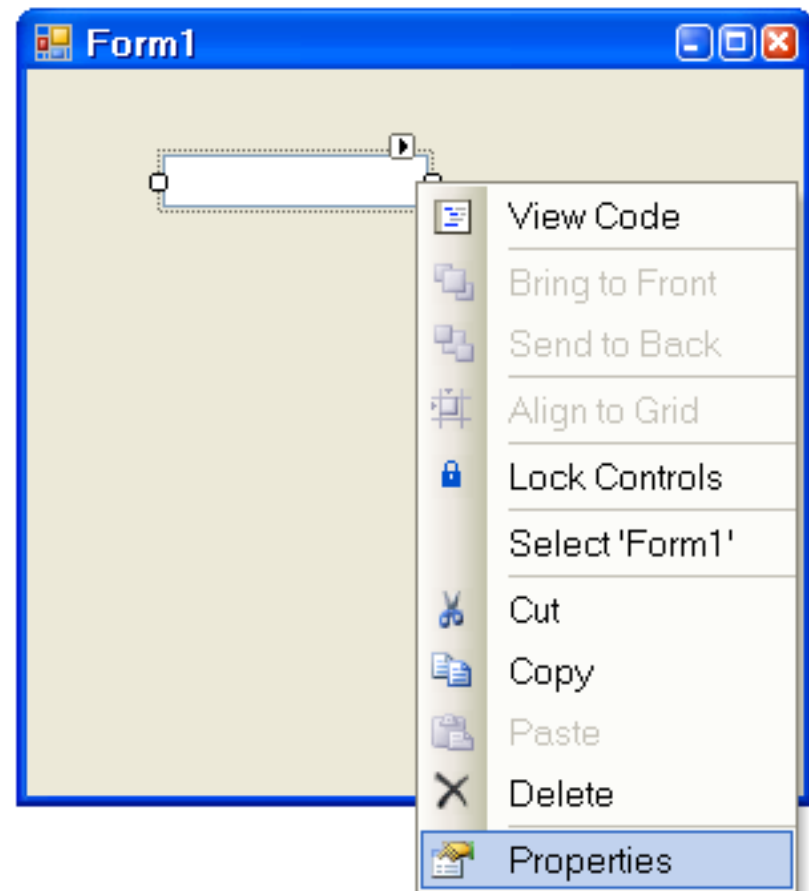 Form1
View Code
Bring to Front
Send to Back
Align to Grid
Lock Controls
Select 'Form1'
Cut
Copy
Paste
Delete
Properties